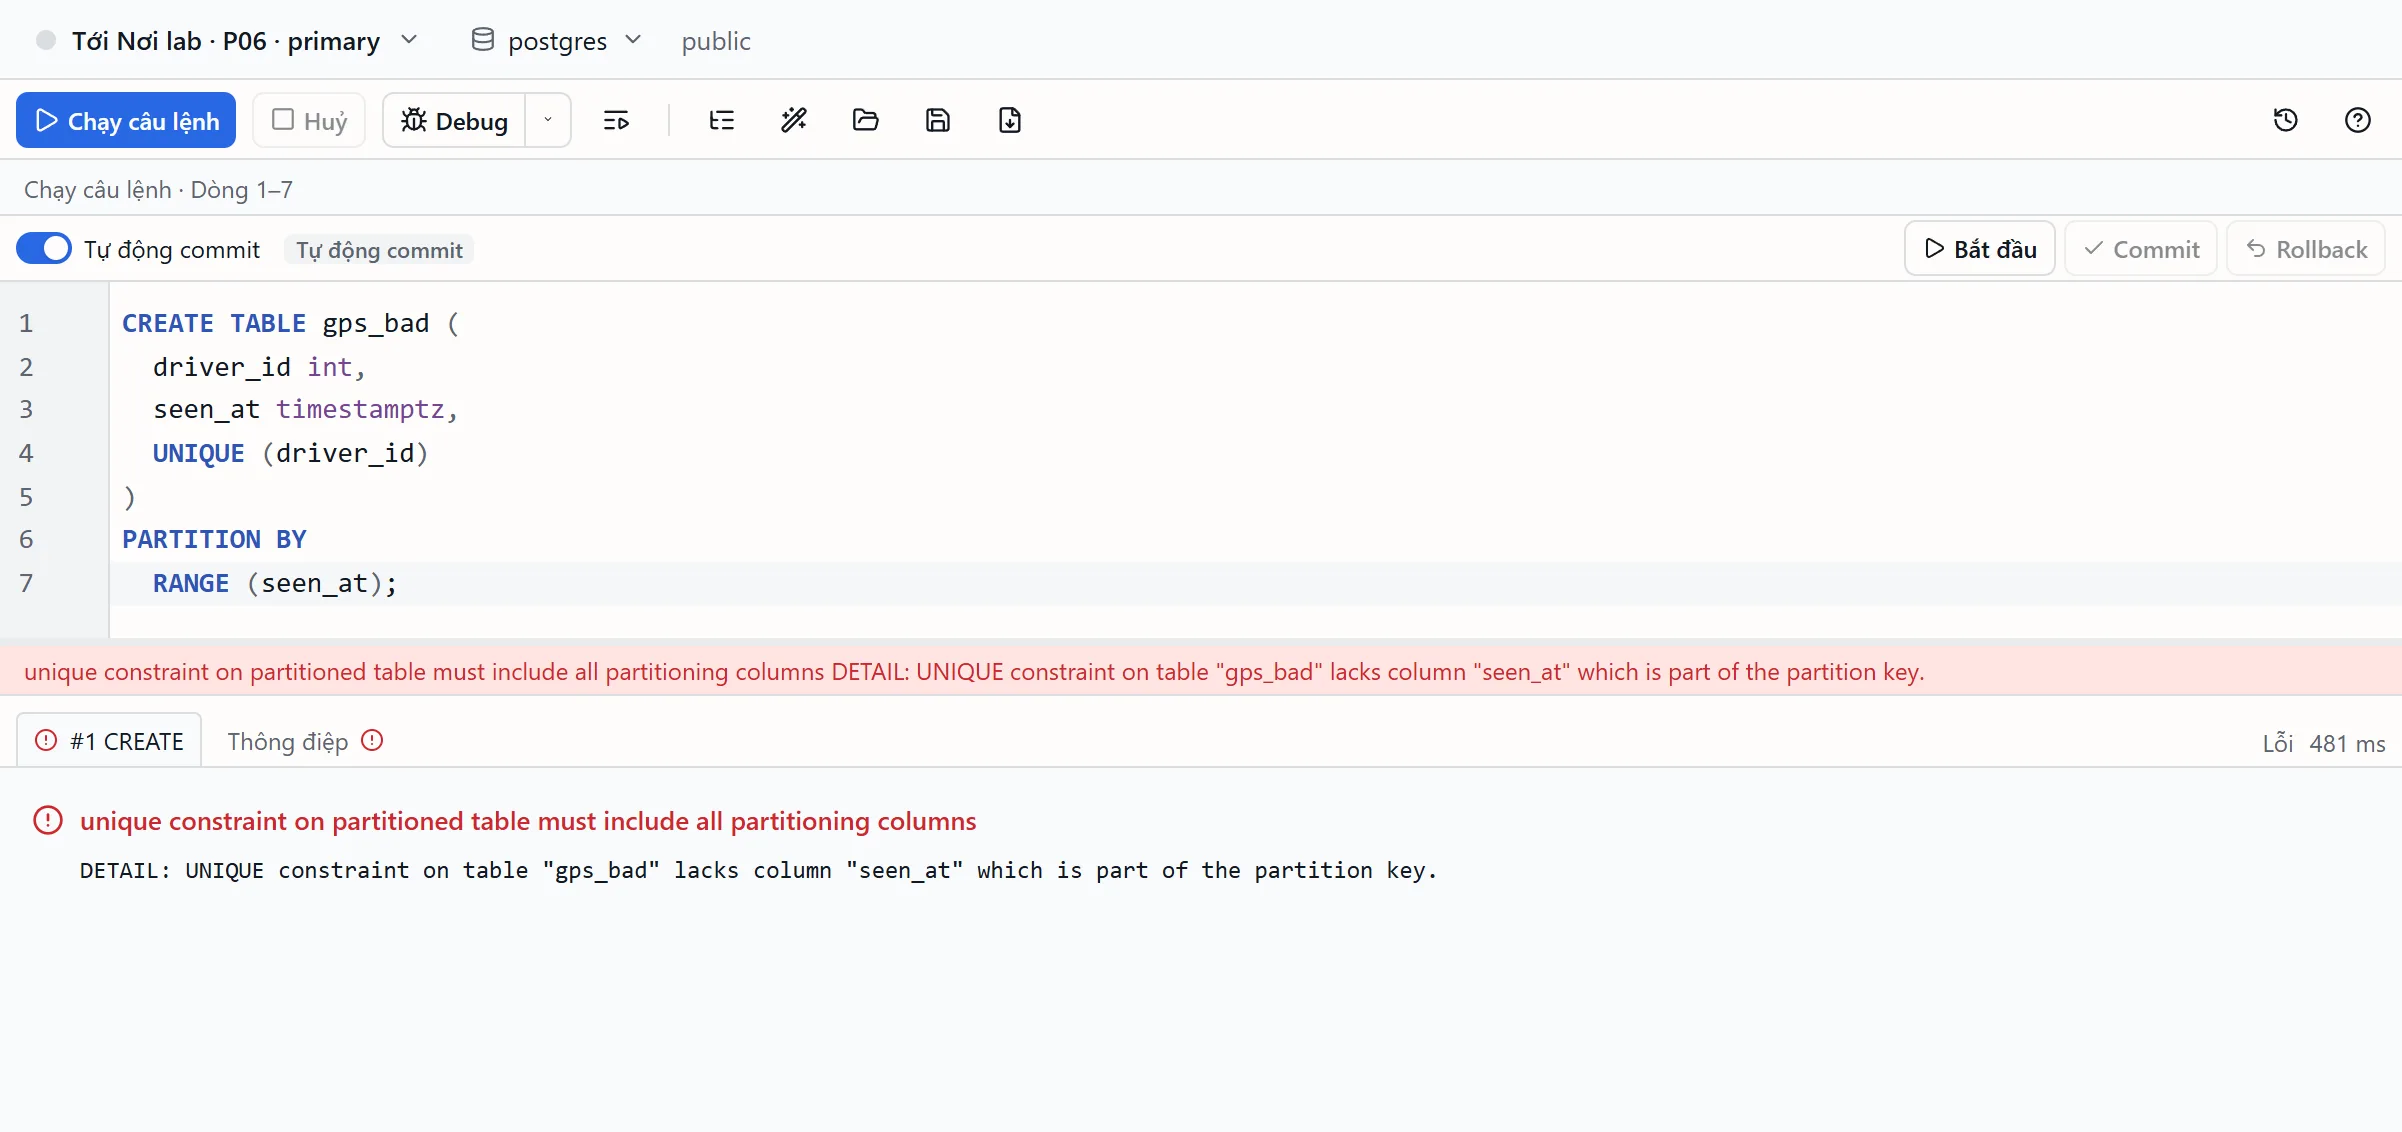 Tới Nơi lab · P06 · primary postgres public
Chạy câu lệnh Huỷ Debug
Chạy câu lệnh · Dòng 1–7
Tự động commit Tự động commit Bắt đầu Commit Rollback
1 CREATE TABLE gps_bad (
2 driver_id int,
3 seen_at timestamptz,
4 UNIQUE (driver_id)
5 )
6 PARTITION BY
7 RANGE (seen_at);
unique constraint on partitioned table must include all partitioning columns DETAIL: UNIQUE constraint on table "gps_bad" lacks column "seen_at" which is part of the partition key.
#1 CREATE Thông điệp Lỗi 481 ms
unique constraint on partitioned table must include all partitioning columns
DETAIL: UNIQUE constraint on table "gps_bad" lacks column "seen_at" which is part of the partition key.